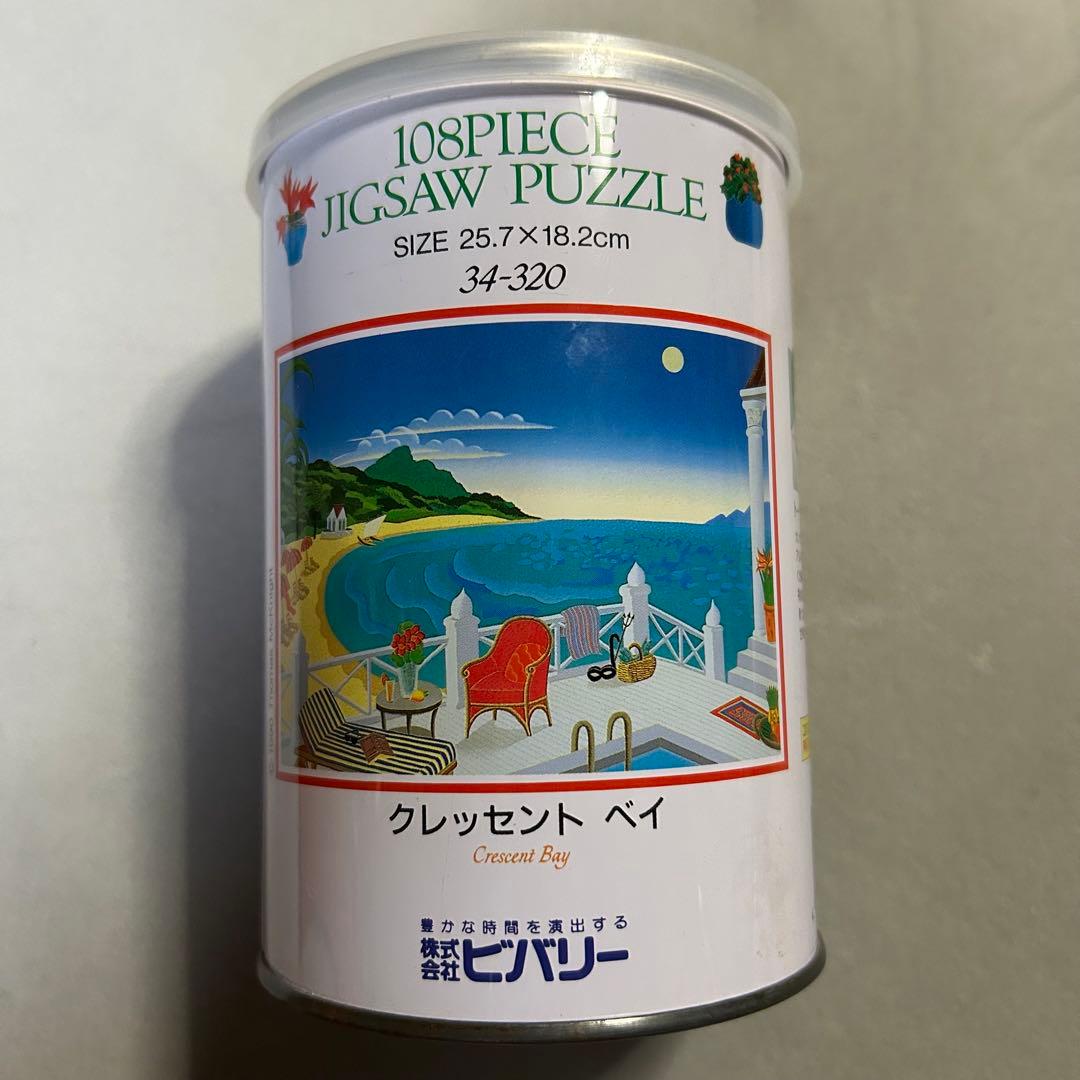 108PIECE
JIGSAW PUZZLE
SIZE 25.7×18.2cm
34-320
Thomas McKnight
クレッセント ベイ
Crescent Bay
豊かな時間を演出する
株式会社ビバリー